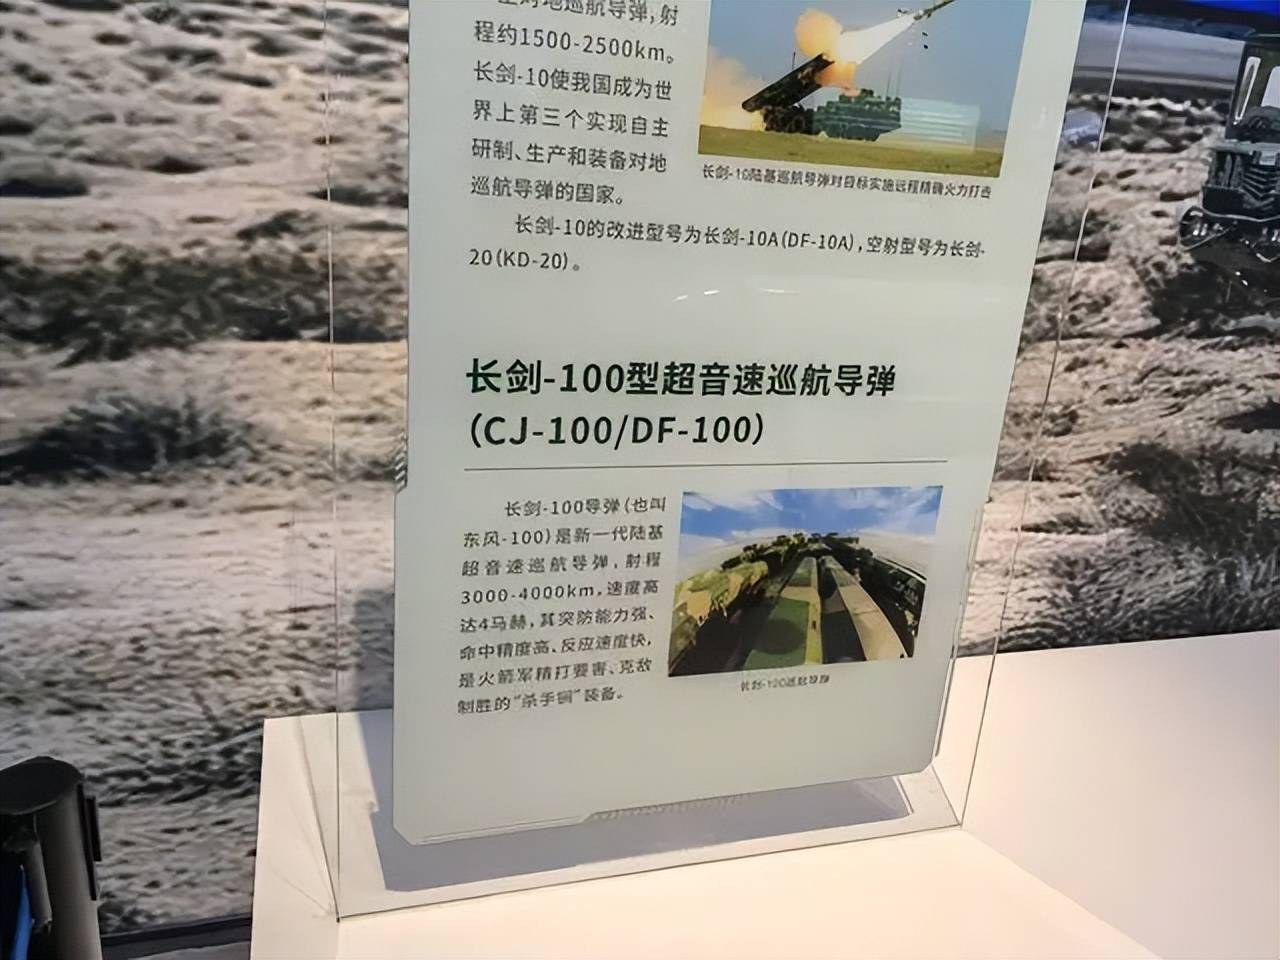 空对地巡航导弹，射
程约1500-2500km。
长剑-10使我国成为世
界上第三个实现自主
研制、生产和装备对地
巡航导弹的国家。
长剑-10陆基巡航导弹对目标实施远程精确火力打击
长剑-10的改进型号为长剑-10A(DF-10A)，空射型号为长剑-
20(KD-20)。
长剑-100型超音速巡航导弹
(CJ-100/DF-100)
长剑-100导弹（也叫
东风-100）是新一代陆基
超音速巡航导弹，射程
3000-4000km，速度高
达4马赫，其突防能力强、
命中精度高、反应速度快，
是火箭军精打要害、克敌
制胜的“杀手锏”装备。
长剑-100巡航导弹